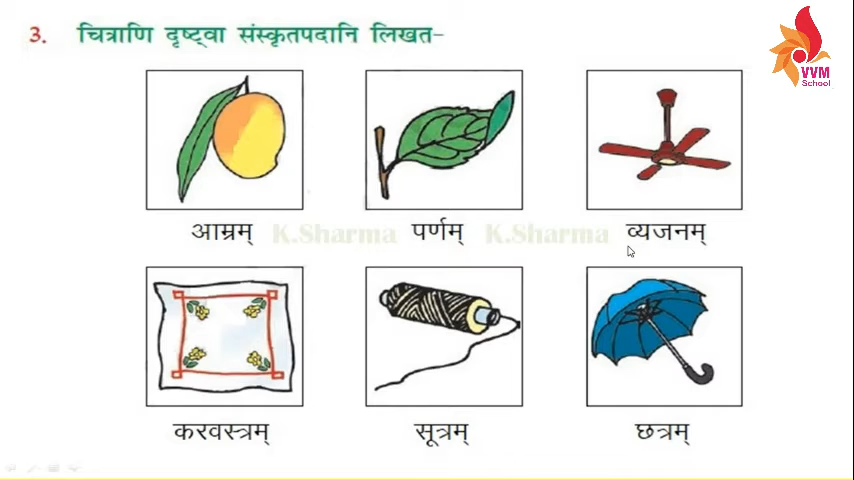 3. चित्राणि दृष्ट्वा संस्कृतपदानि लिखत-
VVM
School
आम्रम् K.Sharma पर्णम् K.Sharma व्यजनम्
करवस्त्रम् सूत्रम् छत्रम्